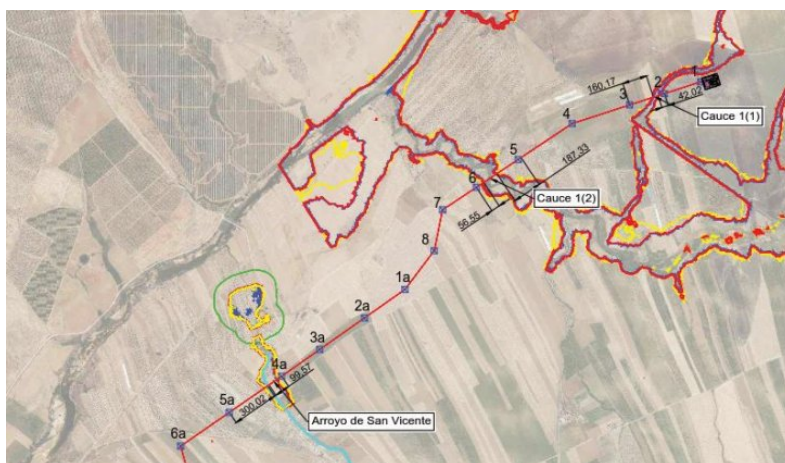 1
2
160,17
3
42,02
Cauce 1(1)
4
5
187,33
6
Cauce 1(2)
7
56,55
8
1a
2a
3a
4a
99,57
5a
300,02
Arroyo de San Vicente
6a